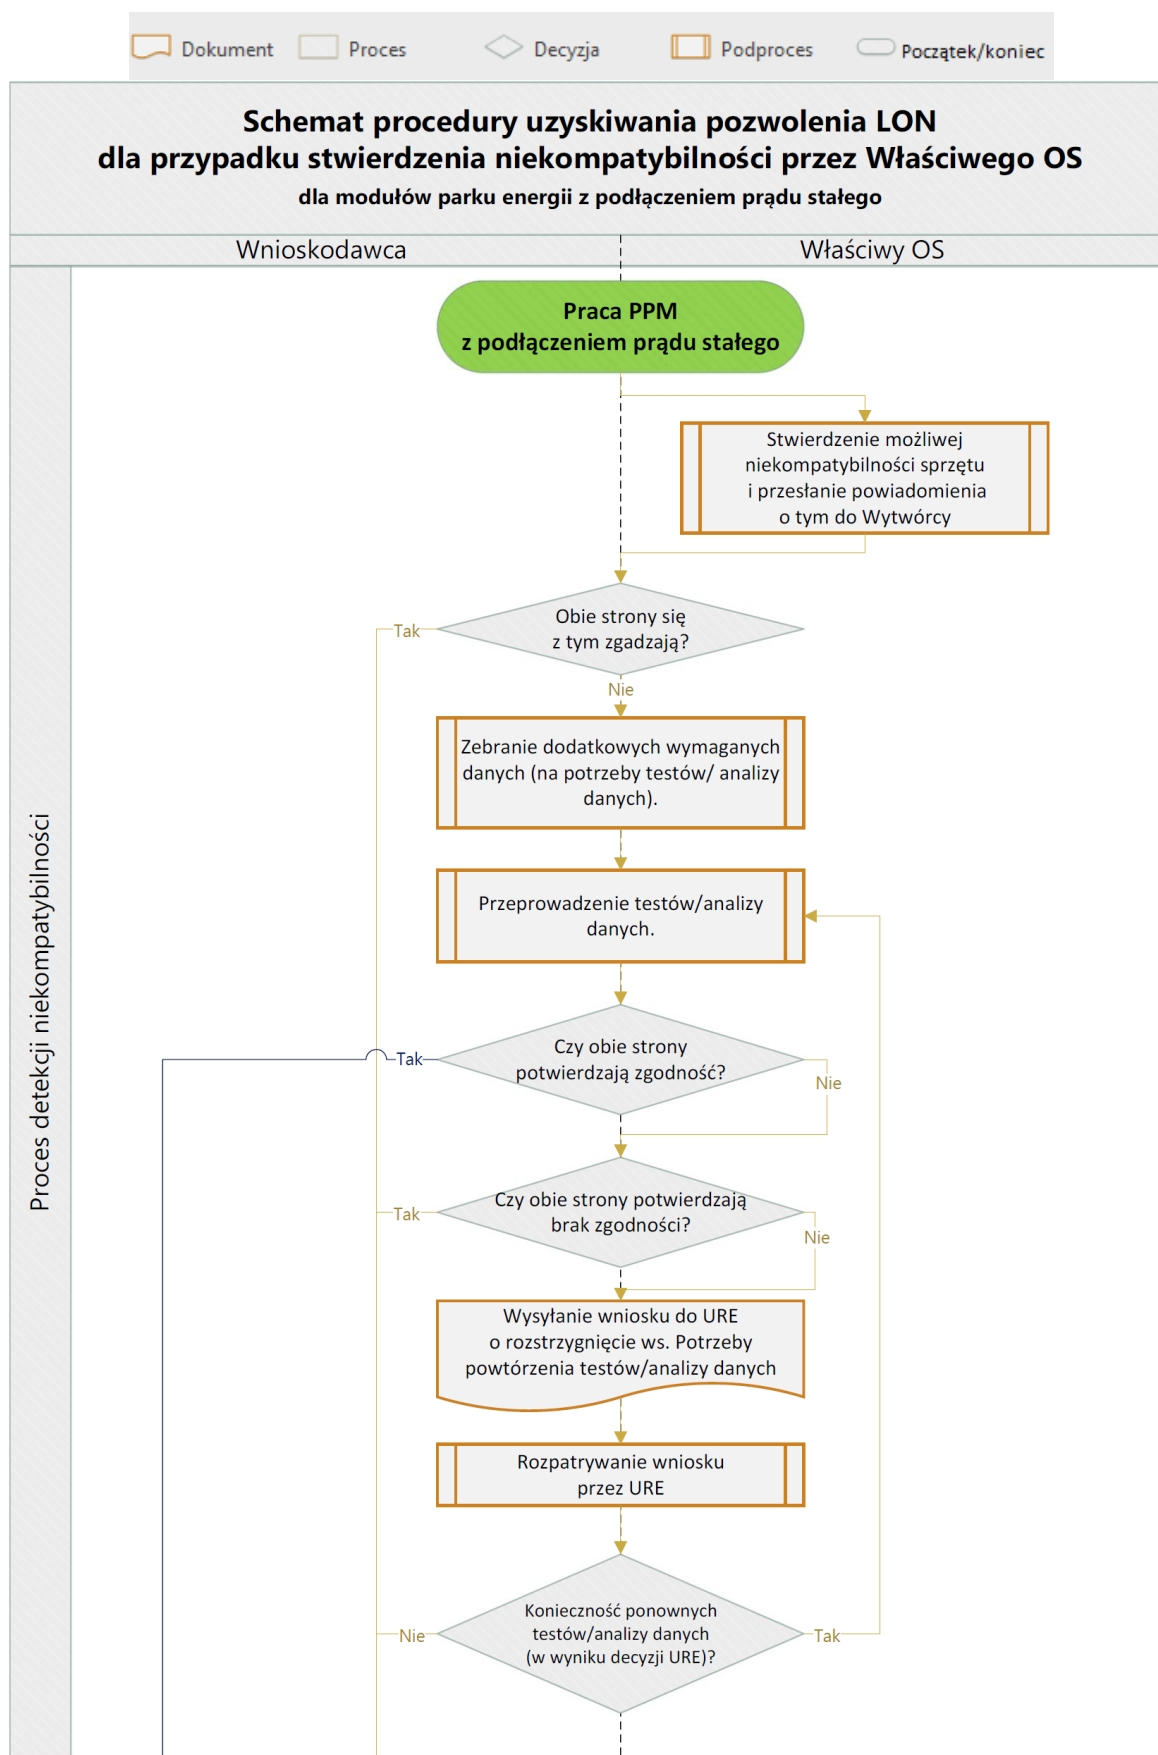 Dokument Proces Decyzja Podproces Początek/koniec
Schemat procedury uzyskiwania pozwolenia LON
dla przypadku stwierdzenia niekompatybilności przez Właściwego OS
dla modułów parku energii z podłączeniem prądu stałego
Wnioskodawca Właściwy OS
Proces detekcji niekompatybilności
Praca PPM
z podłączeniem prądu stałego
Stwierdzenie możliwej
niekompatybilności sprzętu
i przesłanie powiadomienia
o tym do Wytwórcy
Obie strony się
z tym zgadzają?
Tak
Nie
Zebranie dodatkowych wymaganych
danych (na potrzeby testów/ analizy
danych).
Przeprowadzenie testów/analizy
danych.
Czy obie strony
potwierdzają zgodność?
Tak
Nie
Czy obie strony potwierdzają
brak zgodności?
Tak
Nie
Wysyłanie wniosku do URE
o rozstrzygnięcie ws. Potrzeby
powtórzenia testów/analizy danych
Rozpatrywanie wniosku
przez URE
Konieczność ponownych
testów/analizy danych
(w wyniku decyzji URE)?
Nie
Tak